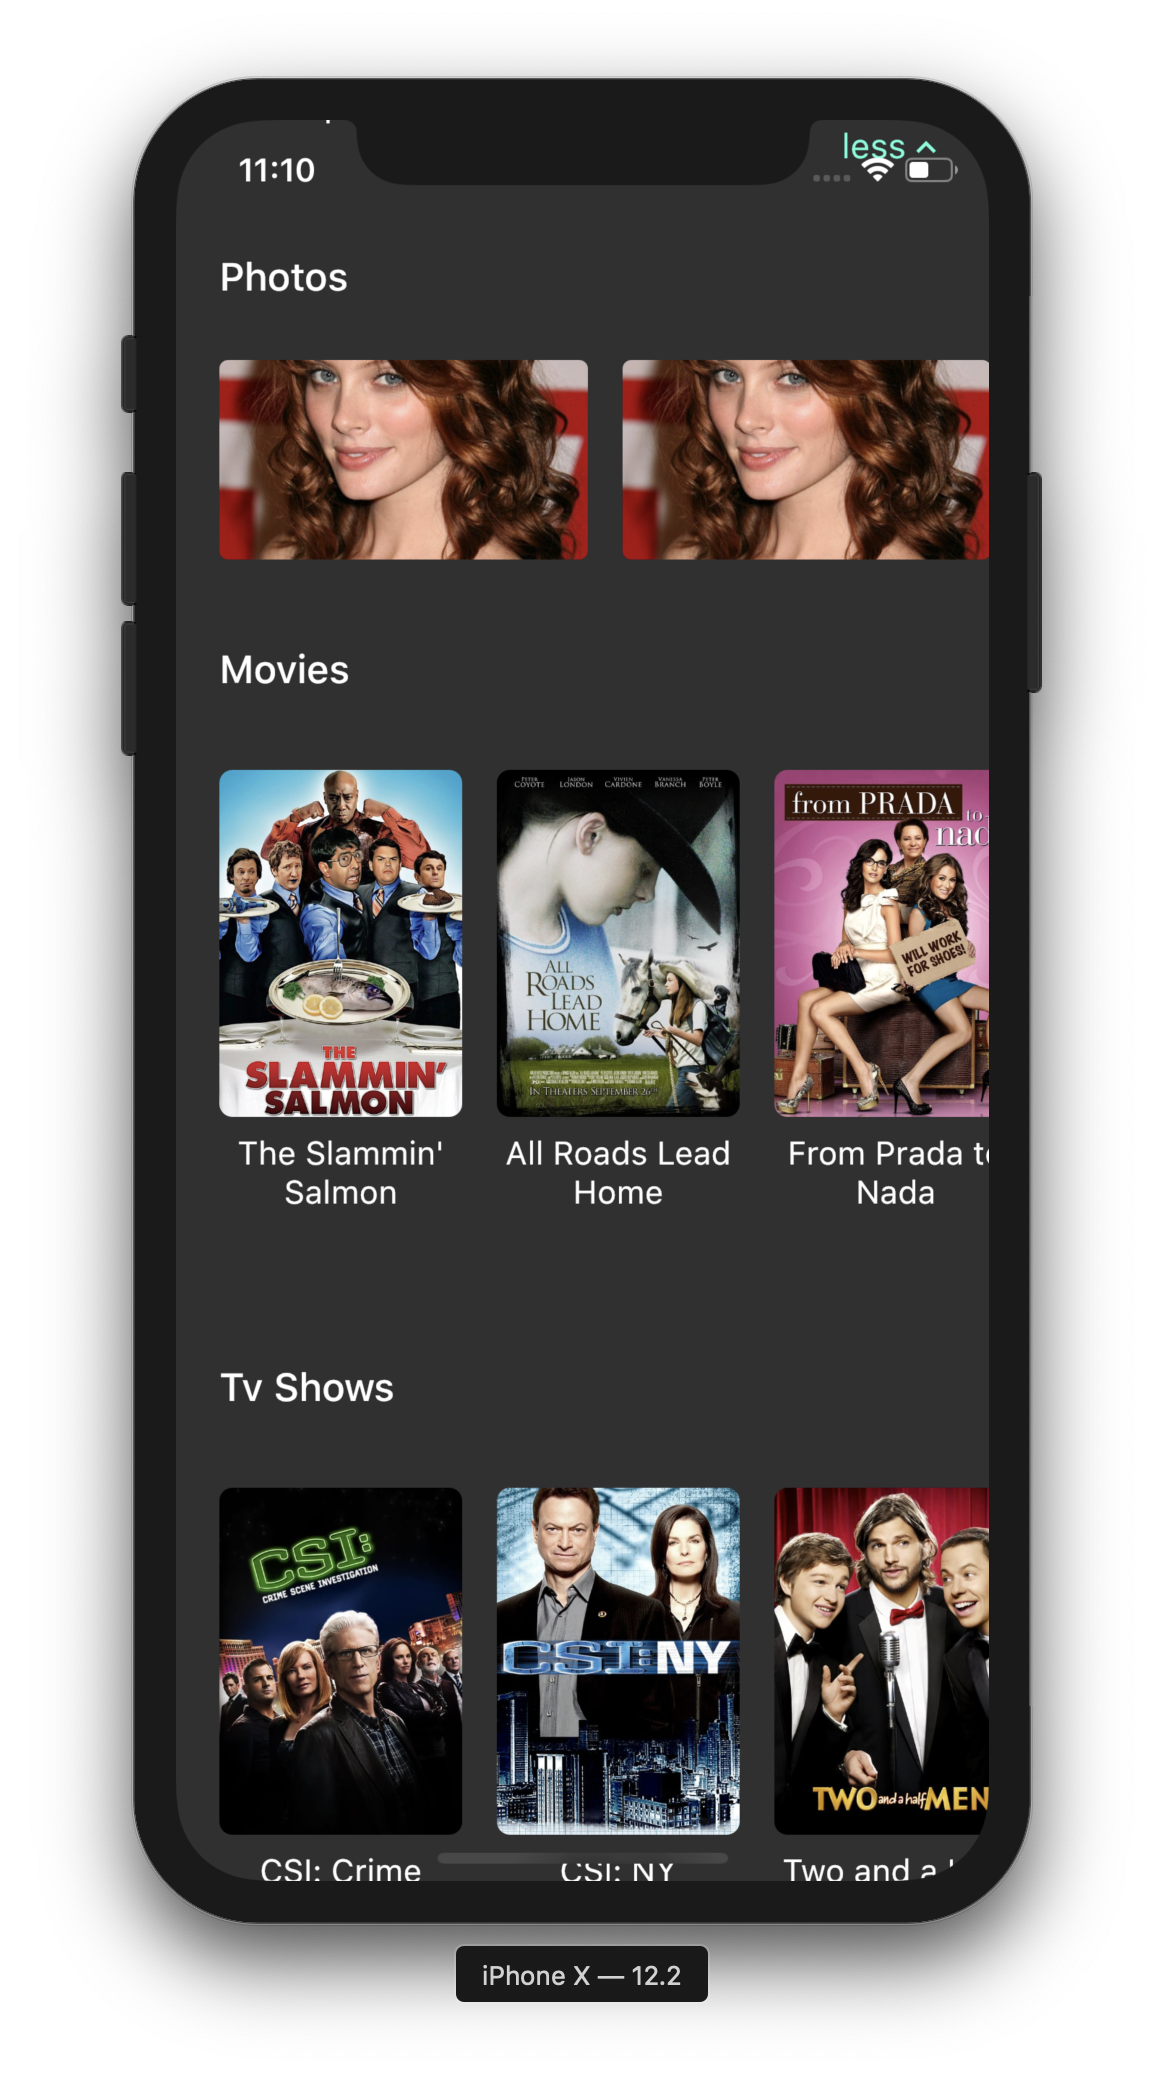 less
11:10
Photos
Movies
PETER COYOTE JASON LONDON VIVIEN CARDONE VANESSA BRANCH PETER BOYLE
from PRADA to
nad
WILL WORK
FOR SHOES!
ALL
ROADS
LEAD
HOME
IN THEATERS SEPTEMBER 26
THE
SLAMMIN'
SALMON
The Slammin'
Salmon
All Roads Lead
Home
From Prada to
Nada
Tv Shows
CSI:
CRIME SCENE INVESTIGATION
CSI: NY
TWO and a half MEN
CSI: Crime
CSI: NY
Two and a
iPhone X — 12.2